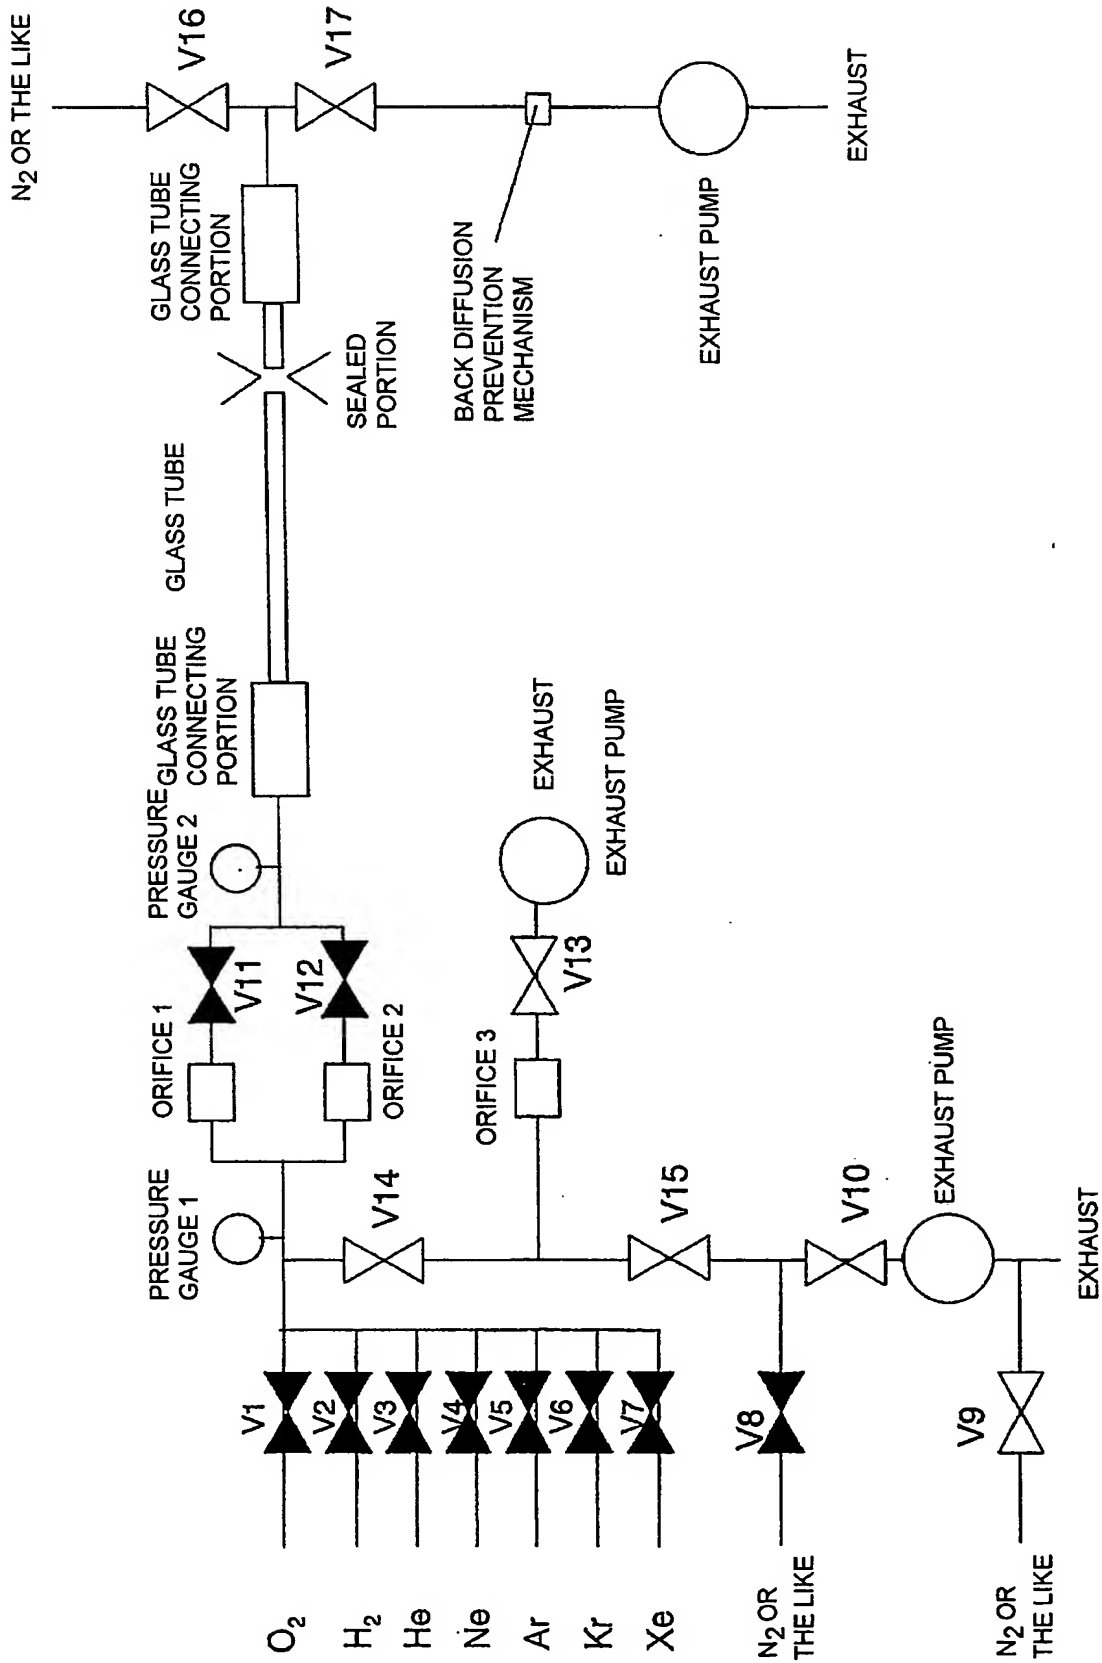 N2 OR THE LIKE
V16
V17
GLASS TUBE
CONNECTING
PORTION
SEALED
PORTION
BACK DIFFUSION
PREVENTION
MECHANISM
EXHAUST PUMP
EXHAUST
GLASS TUBE
GLASS TUBE
CONNECTING
PORTION
PRESSURE
GAUGE 2
V11
V12
ORIFICE 1
ORIFICE 2
EXHAUST
EXHAUST PUMP
V13
ORIFICE 3
PRESSURE
GAUGE 1
V14
V15
V10
EXHAUST PUMP
EXHAUST
V1
V2
V3
V4
V5
V6
V7
V8
V9
O2
H2
He
Ne
Ar
Kr
Xe
N2 OR
THE LIKE
N2 OR
THE LIKE